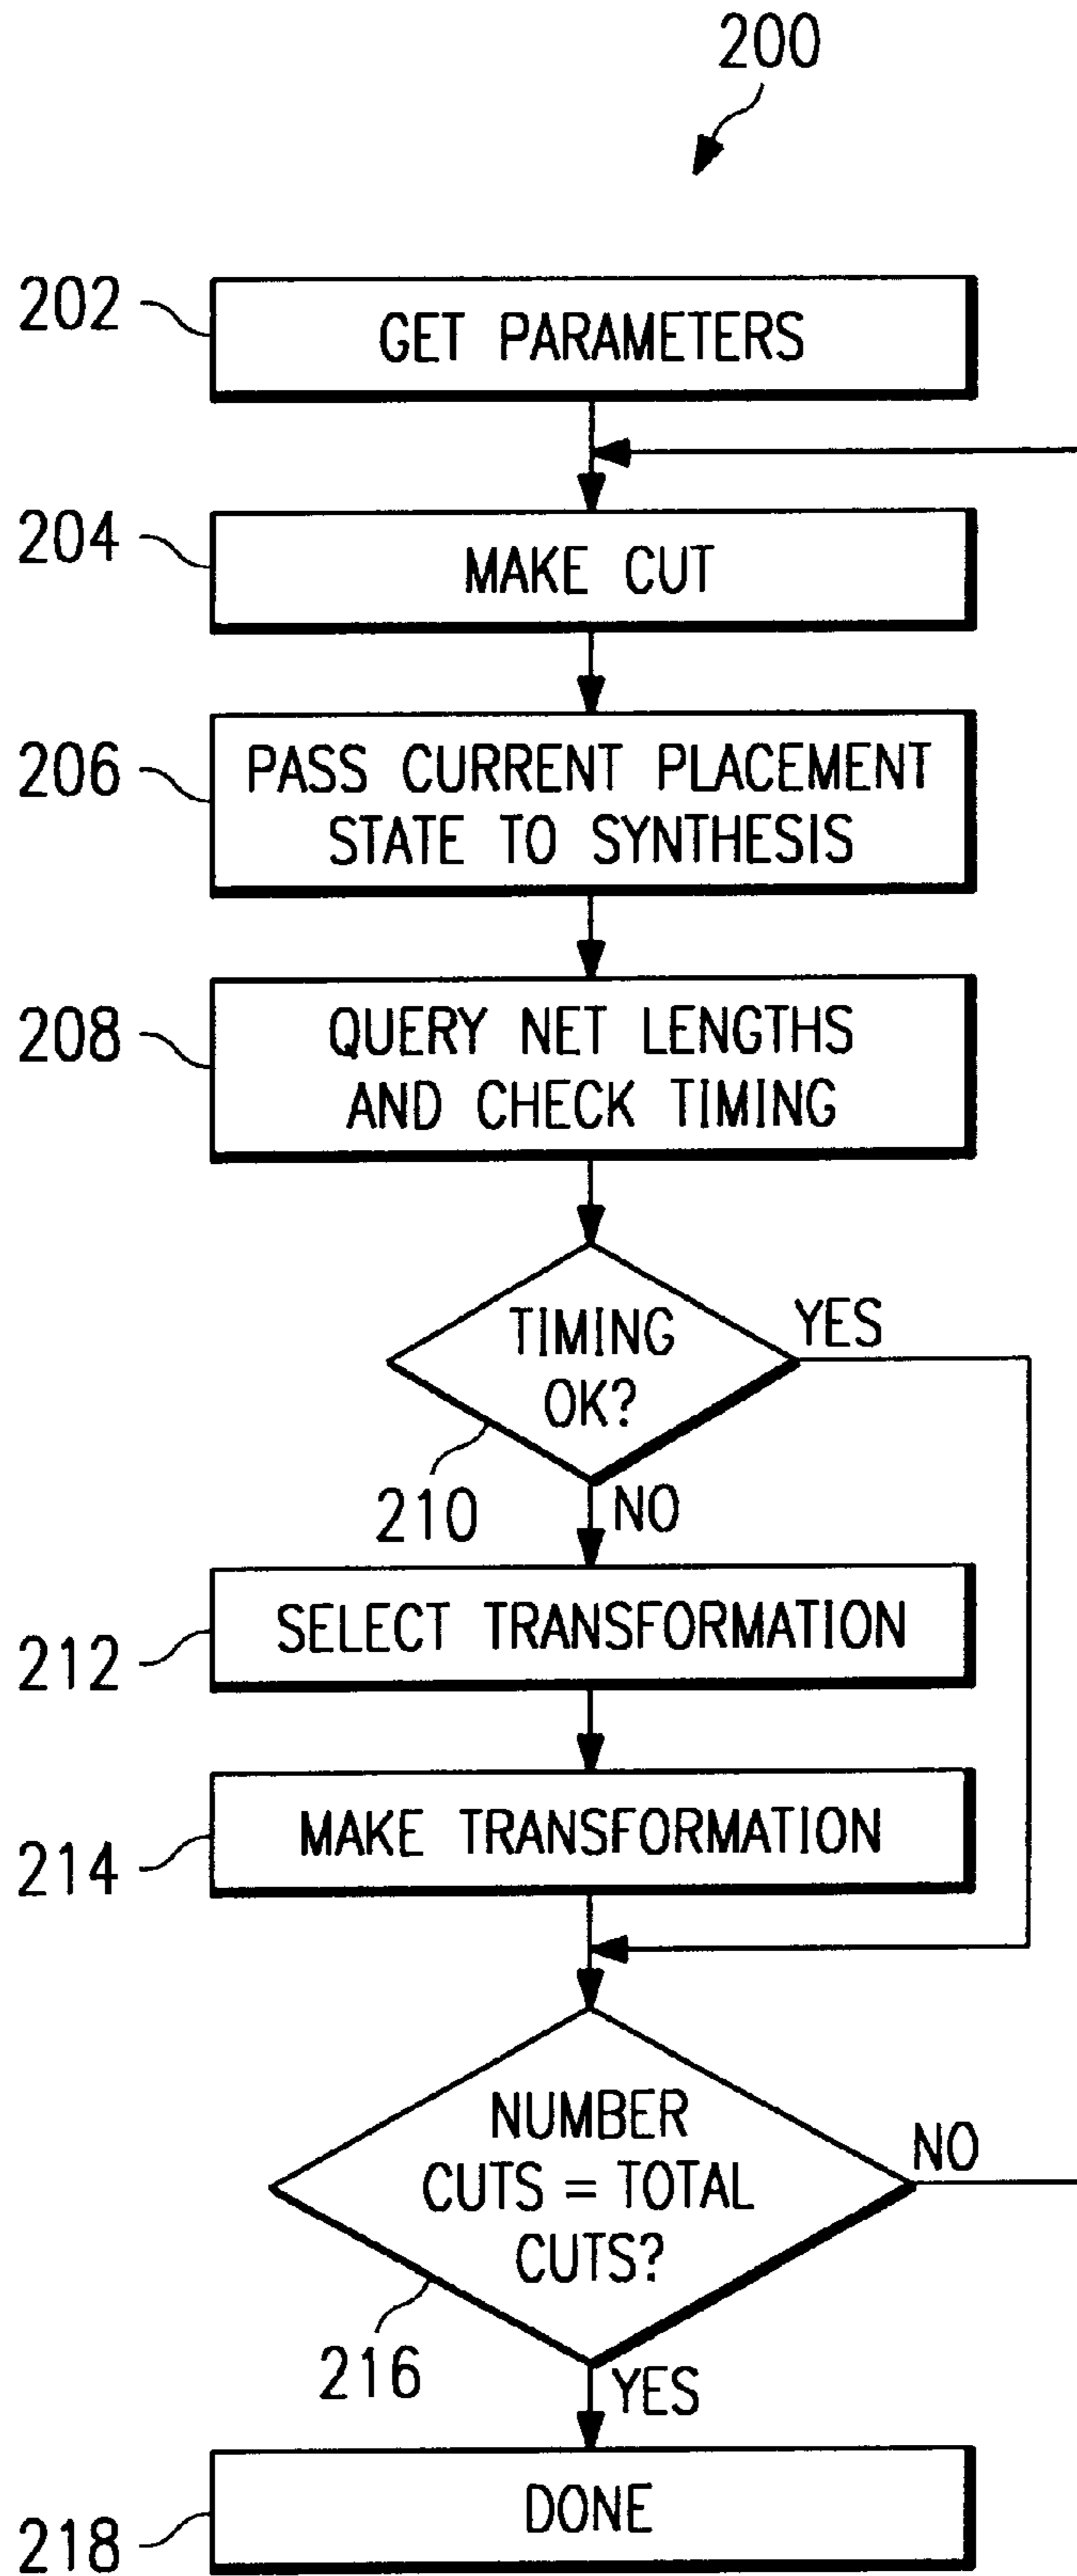 200
202
GET PARAMETERS
204
MAKE CUT
206
PASS CURRENT PLACEMENT
STATE TO SYNTHESIS
208
QUERY NET LENGTHS
AND CHECK TIMING
TIMING
OK?
YES
210
NO
212
SELECT TRANSFORMATION
214
MAKE TRANSFORMATION
NUMBER
CUTS = TOTAL
CUTS?
NO
216
YES
218
DONE